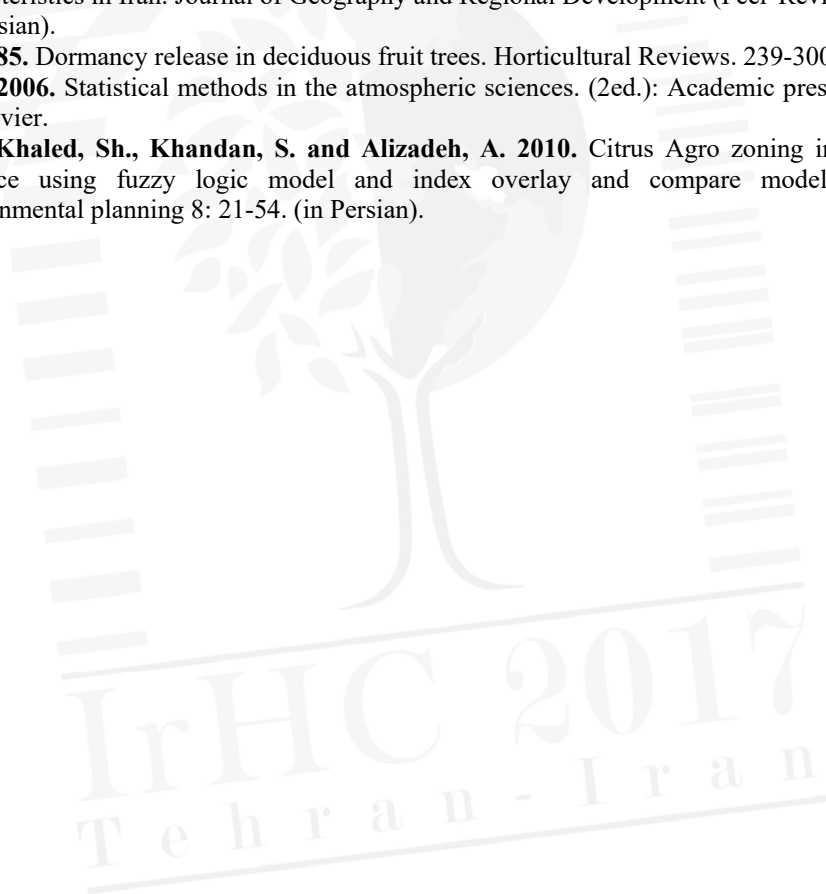 teristics in Iran. Journal of Geography and Regional Development (Peer-Revi
sian).
85. Dormancy release in deciduous fruit trees. Horticultural Reviews. 239-300
2006. Statistical methods in the atmospheric sciences. (2ed.): Academic pres
vier.
Khaled, Sh., Khandan, S. and Alizadeh, A. 2010. Citrus Agro zoning in
ce using fuzzy logic model and index overlay and compare model
nmental planning 8: 21-54. (in Persian).
IrHC 2017
Tehran - Iran